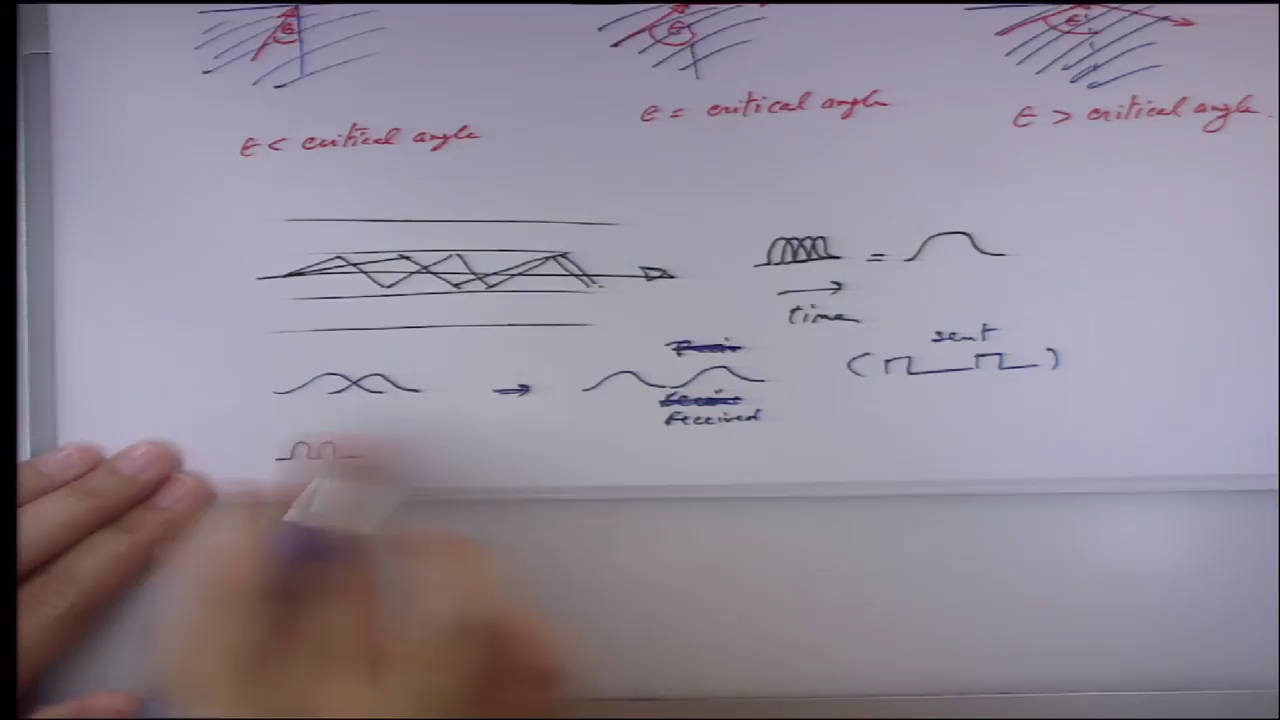 θ < critical angle
θ = critical angle
θ > critical angle.
=
time
sent
( )
received